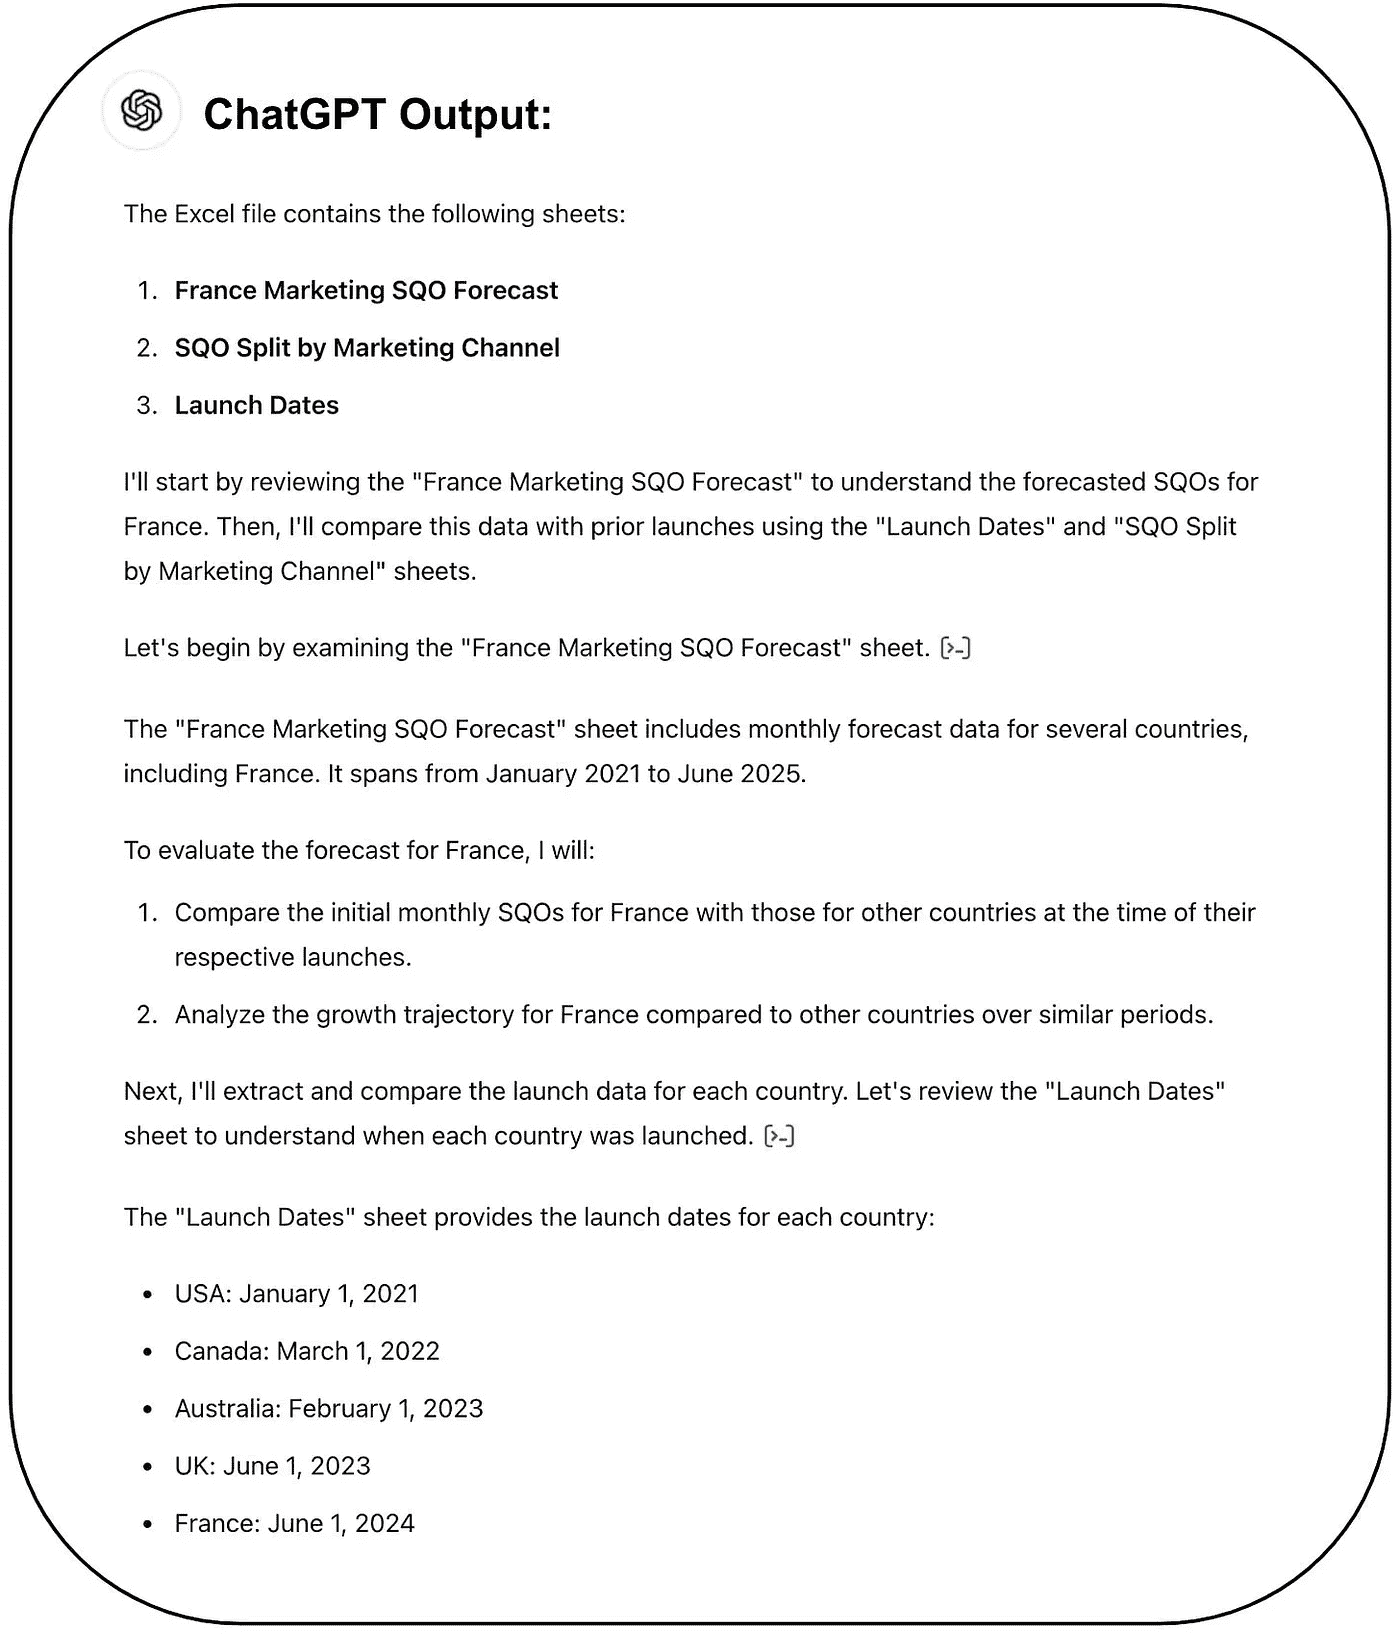 ChatGPT Output:
The Excel file contains the following sheets:
1. France Marketing SQO Forecast
2. SQO Split by Marketing Channel
3. Launch Dates
I'll start by reviewing the "France Marketing SQO Forecast" to understand the forecasted SQOs for
France. Then, I'll compare this data with prior launches using the "Launch Dates" and "SQO Split
by Marketing Channel" sheets.
Let's begin by examining the "France Marketing SQO Forecast" sheet. [>-]
The "France Marketing SQO Forecast" sheet includes monthly forecast data for several countries,
including France. It spans from January 2021 to June 2025.
To evaluate the forecast for France, I will:
1. Compare the initial monthly SQOs for France with those for other countries at the time of their
respective launches.
2. Analyze the growth trajectory for France compared to other countries over similar periods.
Next, I'll extract and compare the launch data for each country. Let's review the "Launch Dates"
sheet to understand when each country was launched. [>-]
The "Launch Dates" sheet provides the launch dates for each country:
• USA: January 1, 2021
• Canada: March 1, 2022
• Australia: February 1, 2023
• UK: June 1, 2023
• France: June 1, 2024